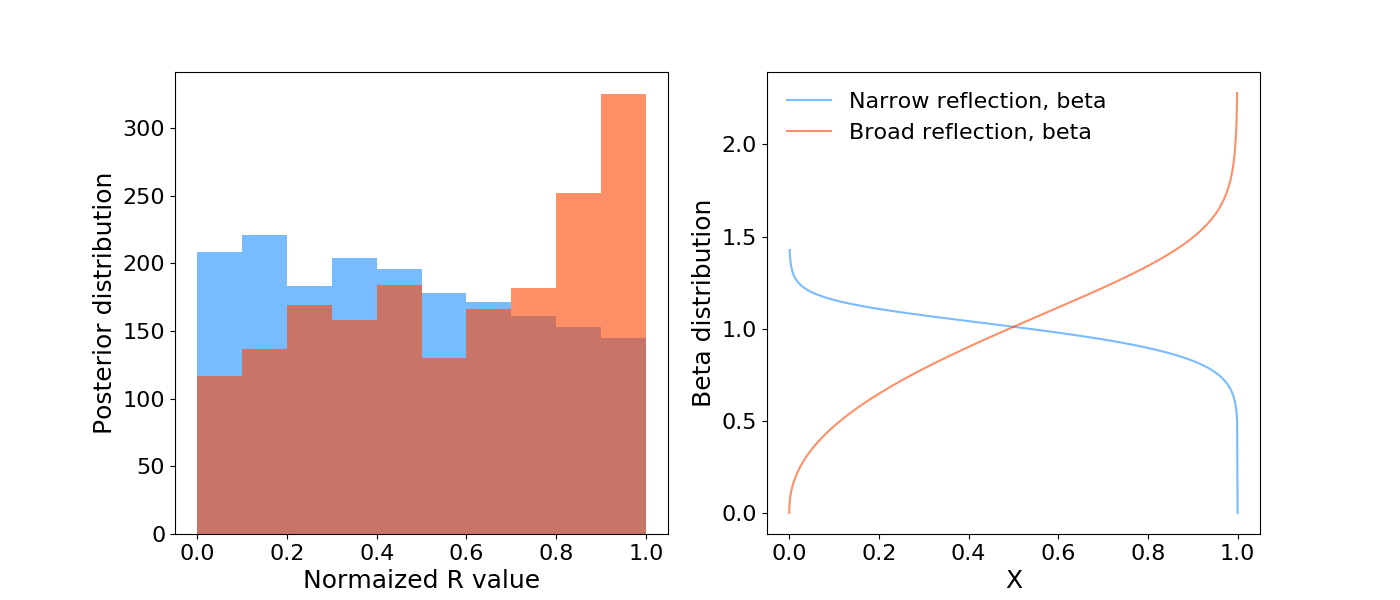 Posterior distribution
300
250
200
150
100
50
0
0.0 0.2 0.4 0.6 0.8 1.0
Normaized R value
Beta distribution
2.0
1.5
1.0
0.5
0.0
0.0 0.2 0.4 0.6 0.8 1.0
X
Narrow reflection, beta
Broad reflection, beta